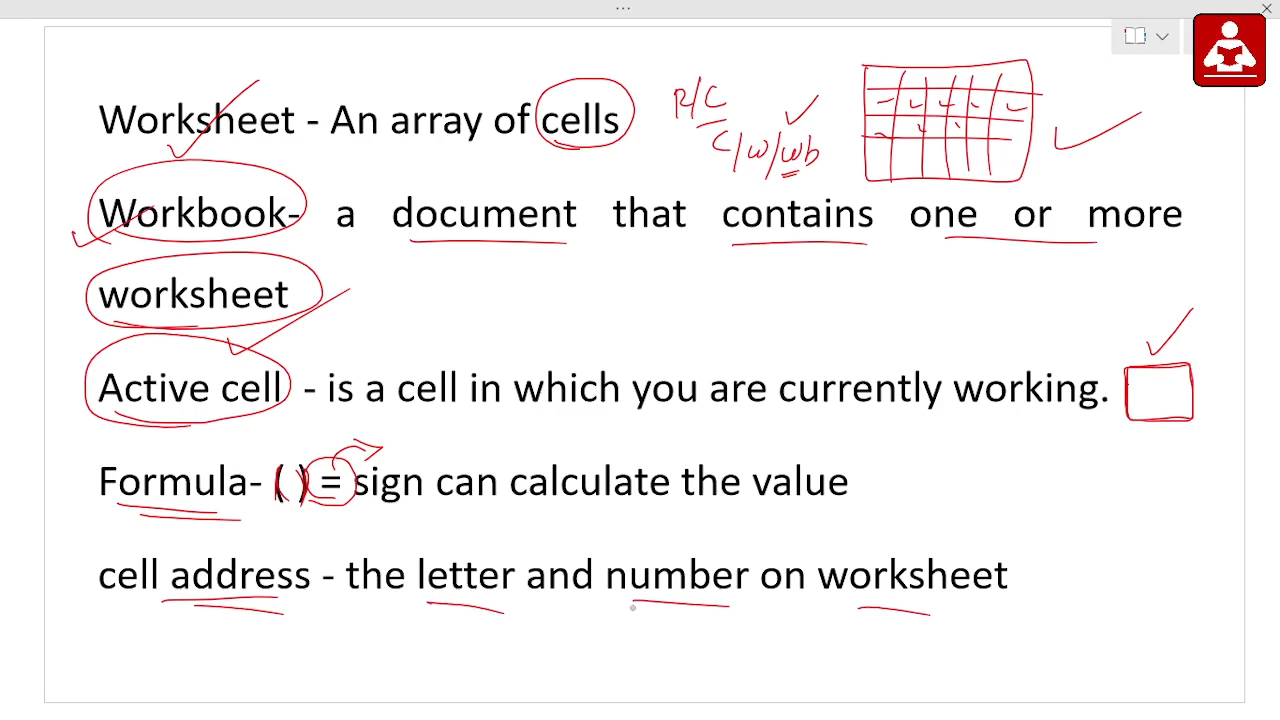 Worksheet - An array of cells
R/C
C/W/wb
Workbook- a document that contains one or more
worksheet
Active cell - is a cell in which you are currently working.
Formula- ( ) = sign can calculate the value
cell address - the letter and number on worksheet